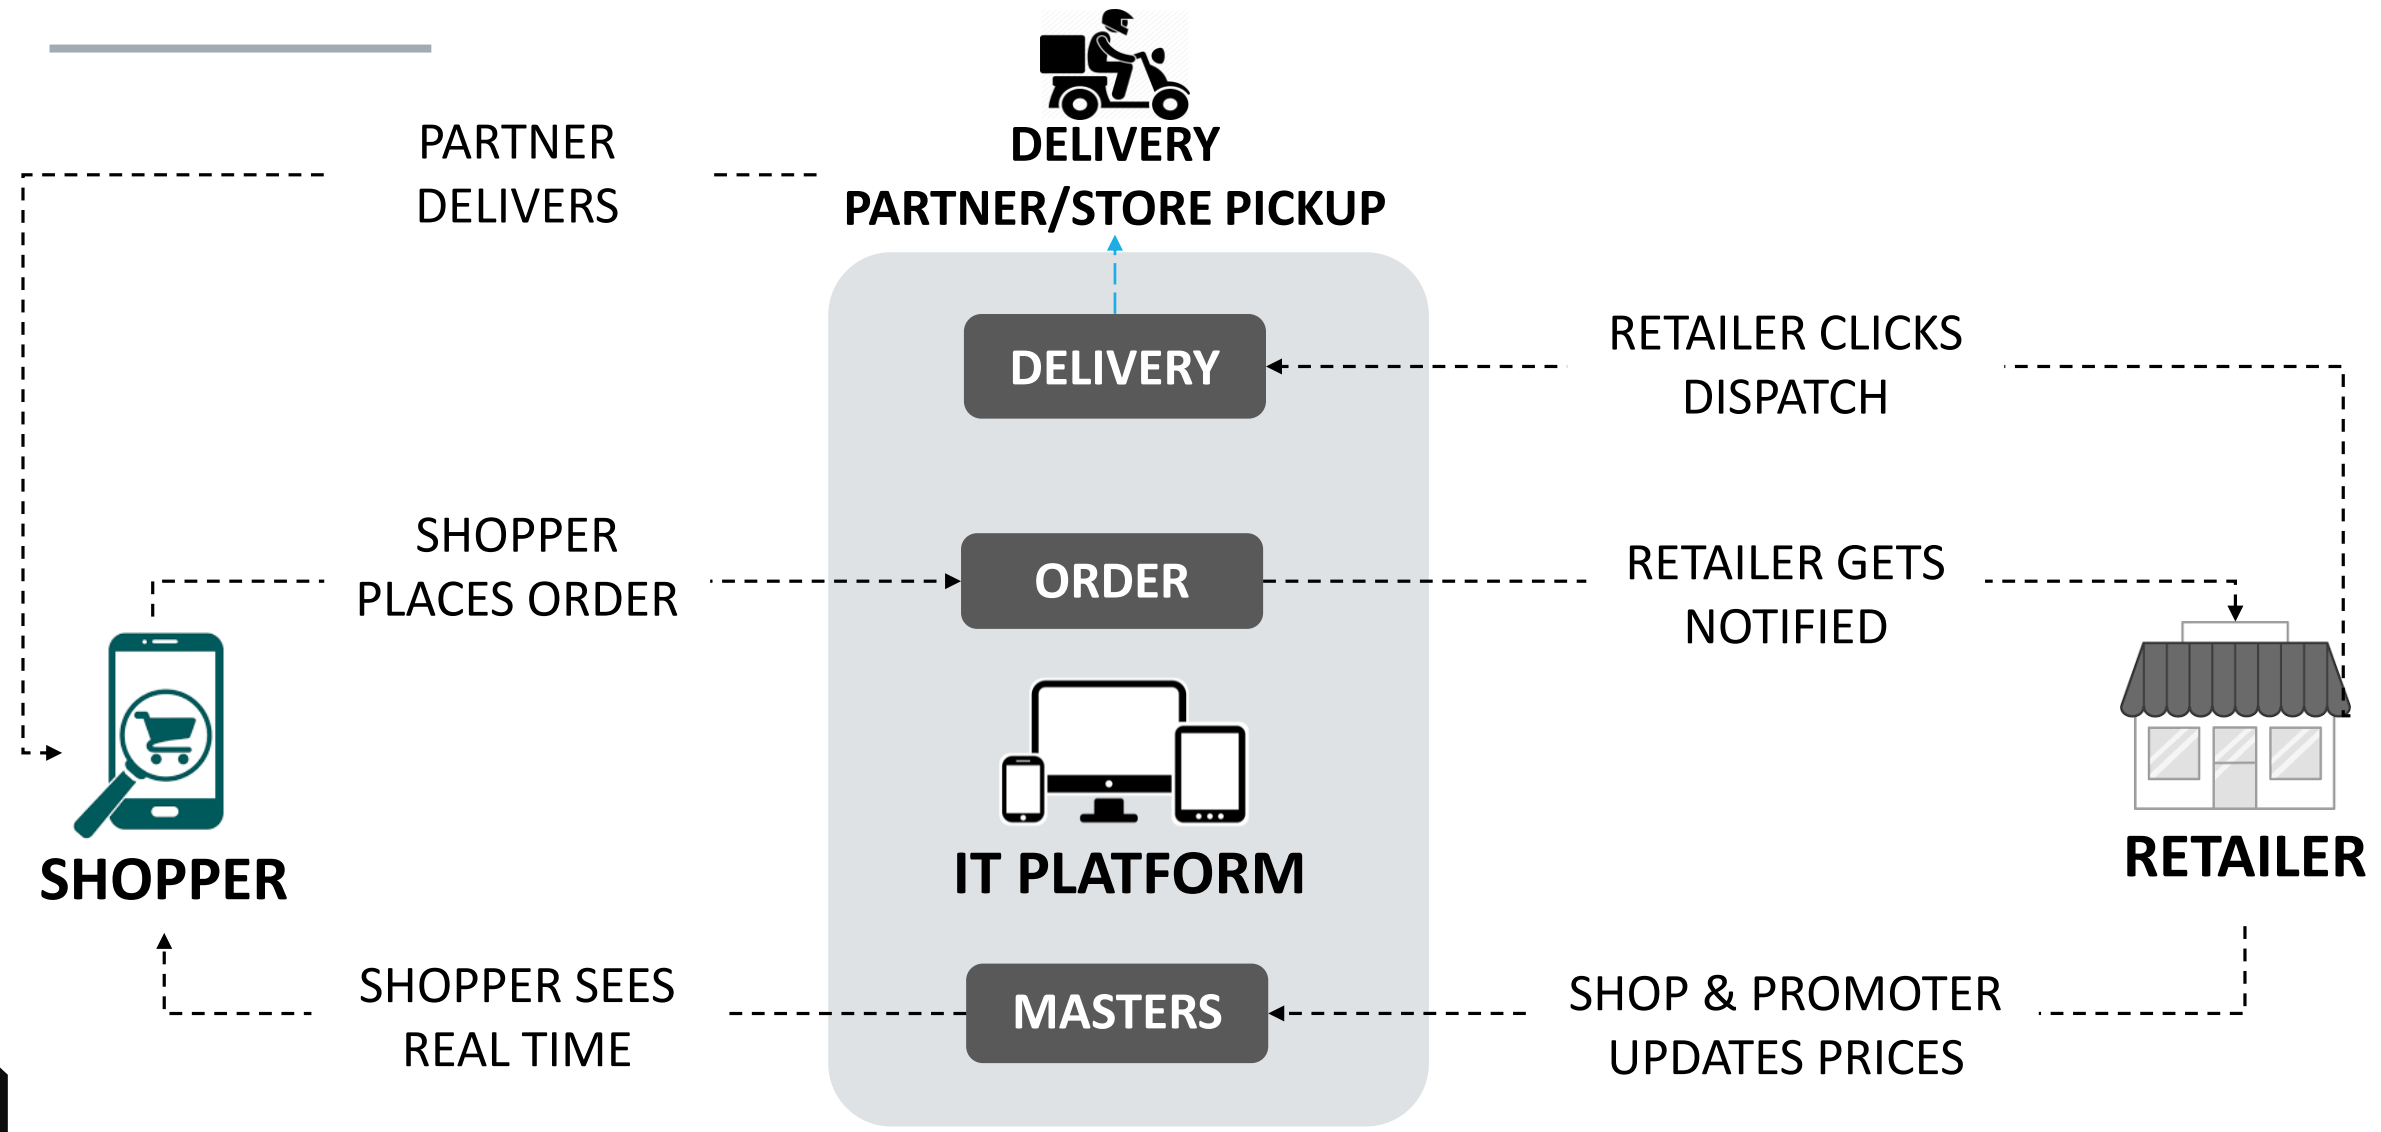 DELIVERY
PARTNER/STORE PICKUP
PARTNER
DELIVERS
DELIVERY
RETAILER CLICKS
DISPATCH
SHOPPER
PLACES ORDER
ORDER
RETAILER GETS
NOTIFIED
SHOPPER
IT PLATFORM
RETAILER
SHOPPER SEES
REAL TIME
MASTERS
SHOP & PROMOTER
UPDATES PRICES